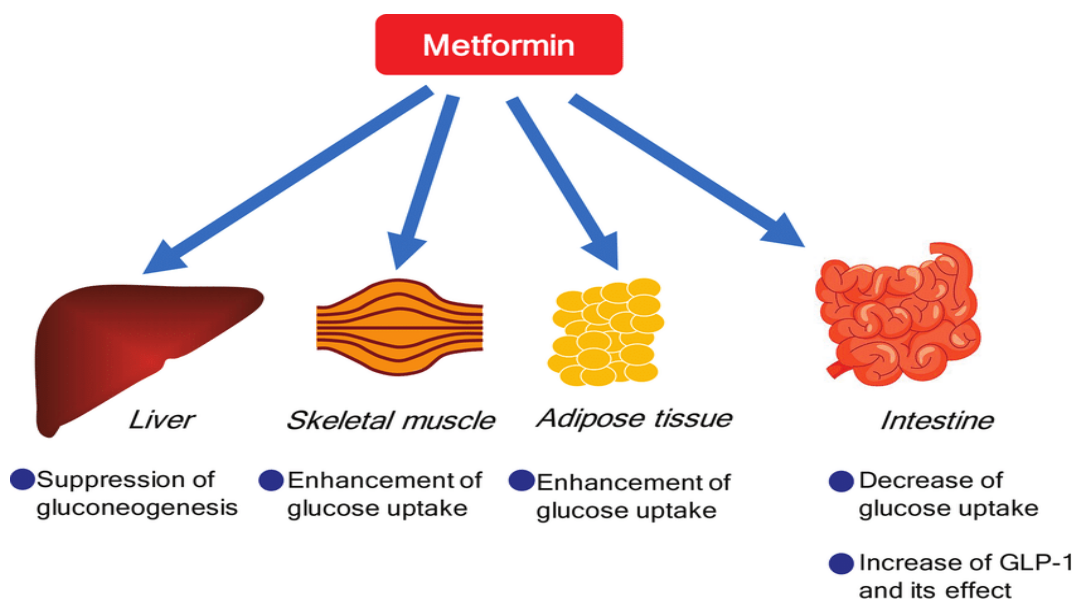 Metformin
Liver
Skeletal muscle
Adipose tissue
Intestine
Suppression of
gluconeogenesis
Enhancement of
glucose uptake
Enhancement of
glucose uptake
Decrease of
glucose uptake
Increase of GLP-1
and its effect